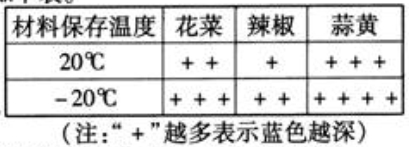 材料保存温度 花菜 辣椒 蒜黄
20℃ + + + + + +
-20℃ + + + + + + + + +
(注:“+”越多表示蓝色越深)